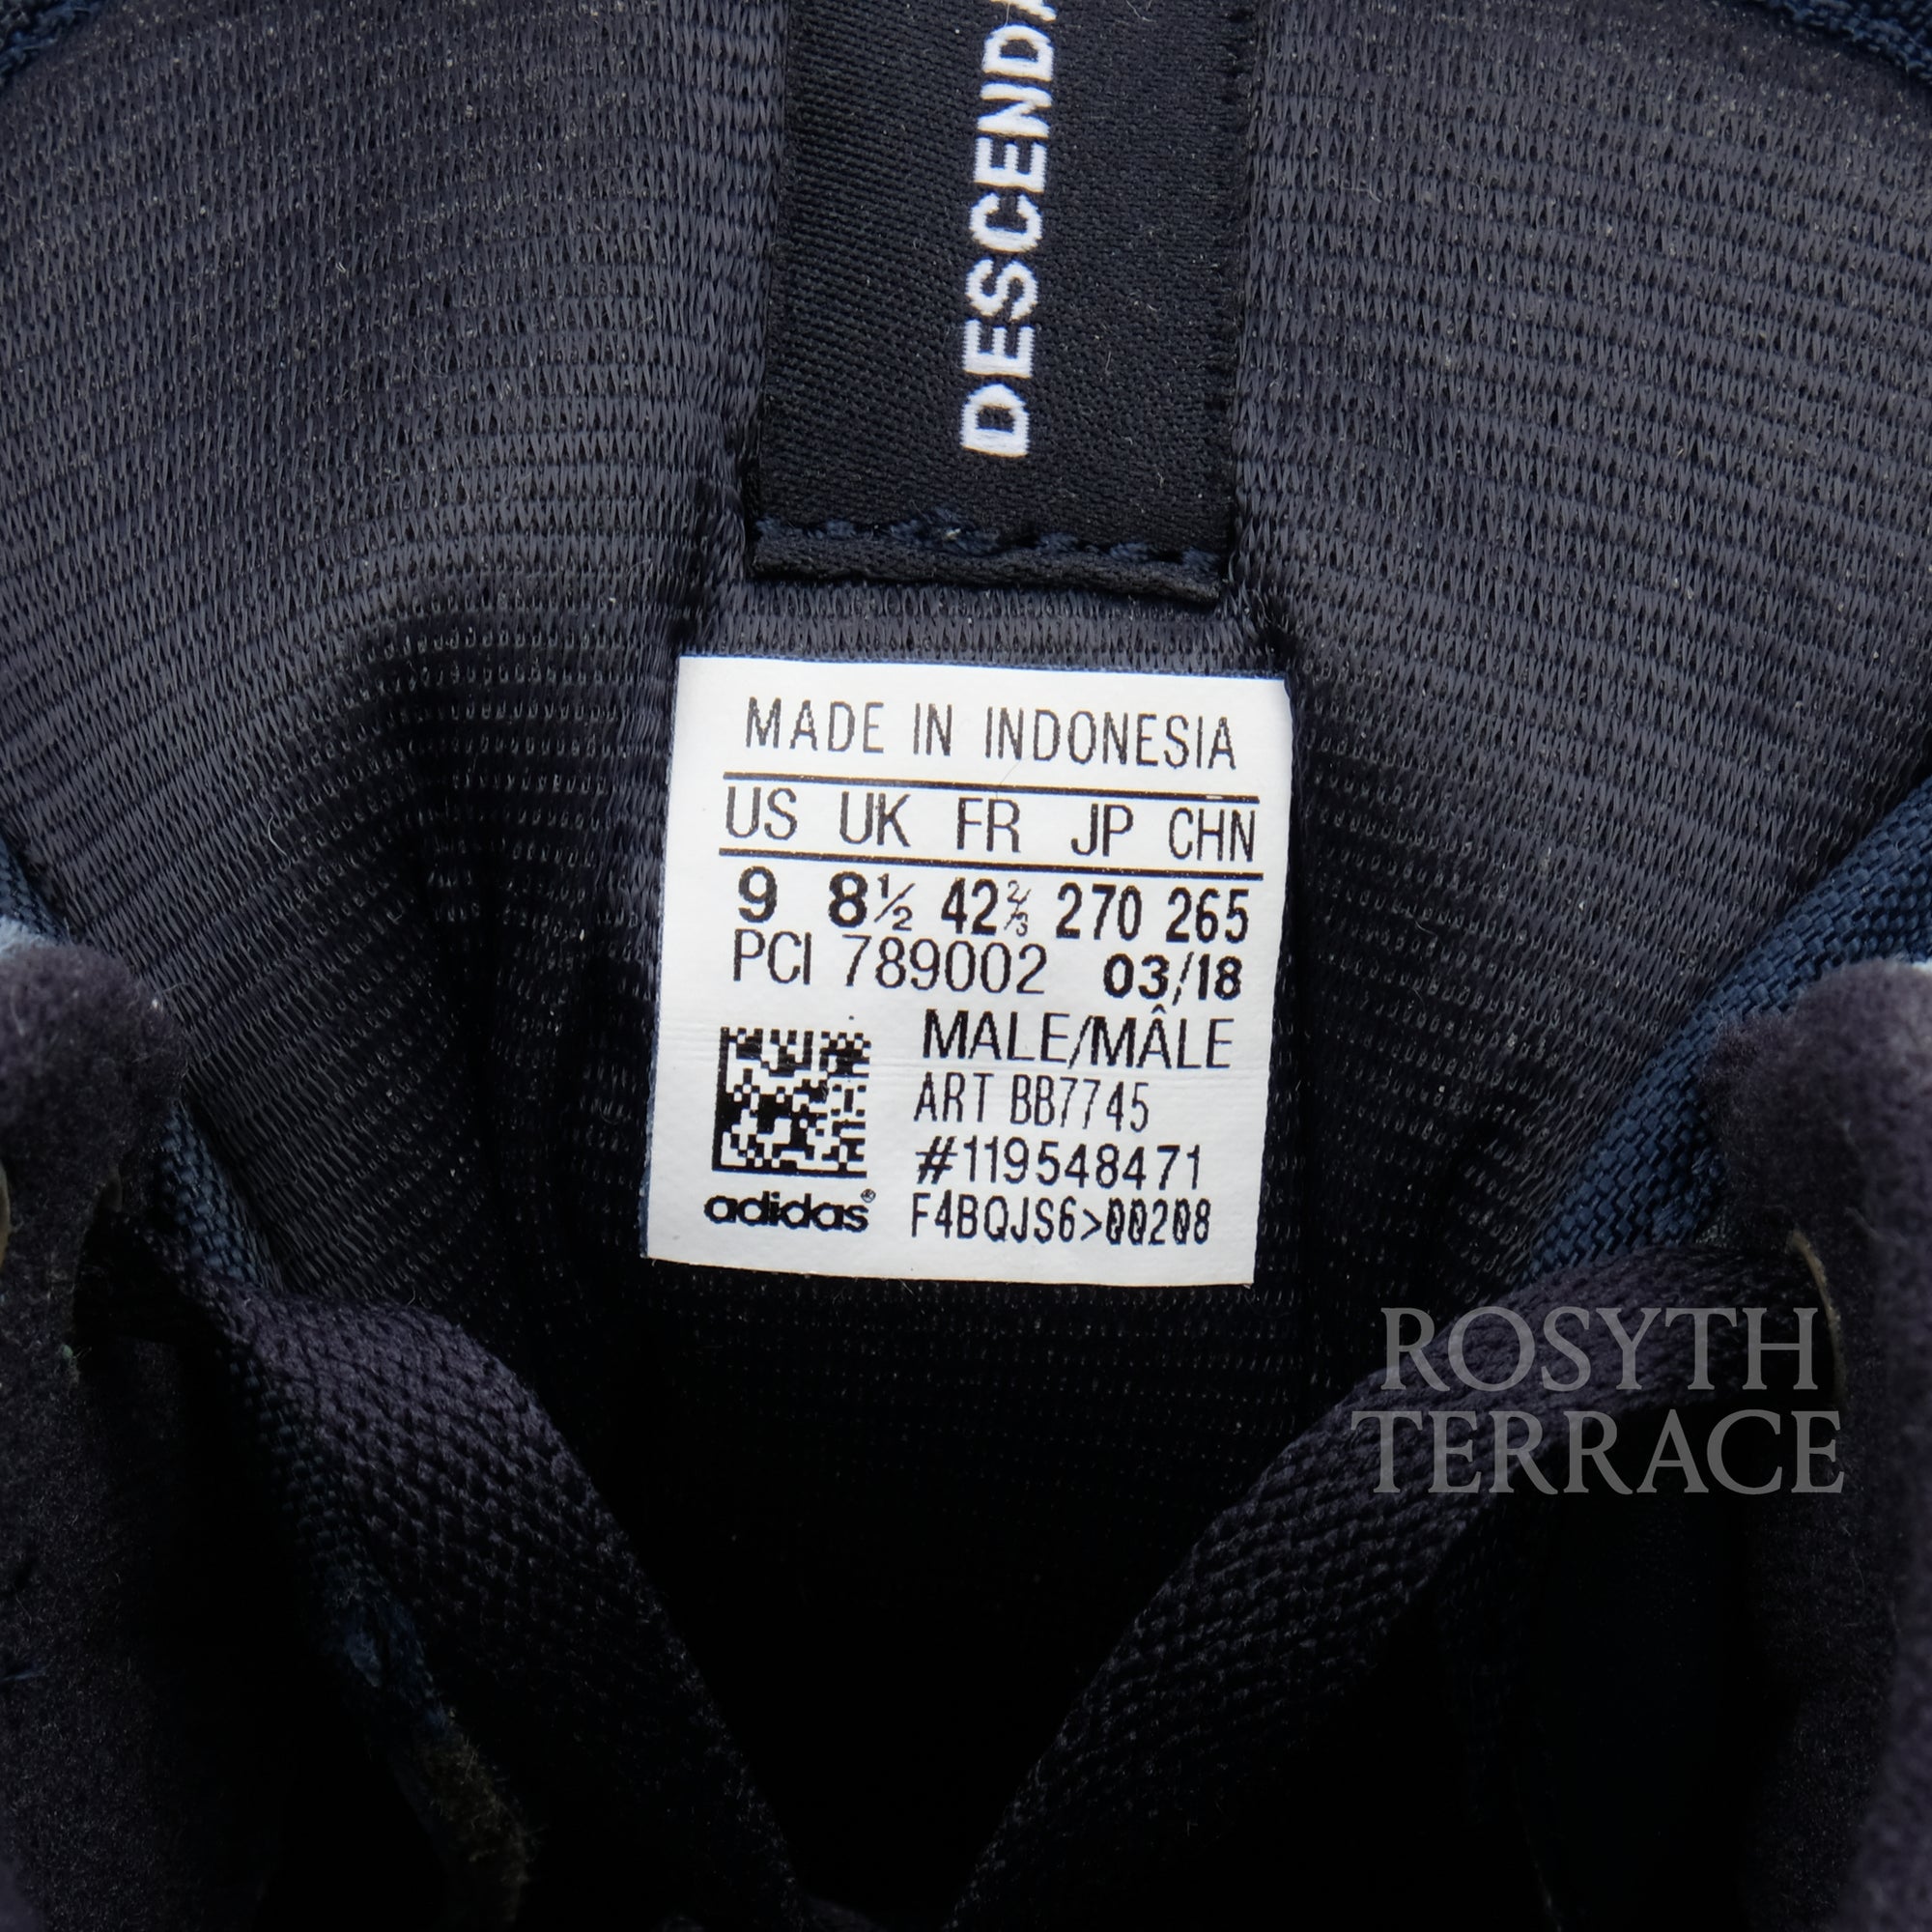 DESCENDA
MADE IN INDONESIA
US UK FR JP CHN
9 8½ 42⅔ 270 265
PCI 789002 03/18
MALE/MÂLE
ART BB7745
#119548471
adidas® F4BQJS6>00208
ROSYTH
TERRACE